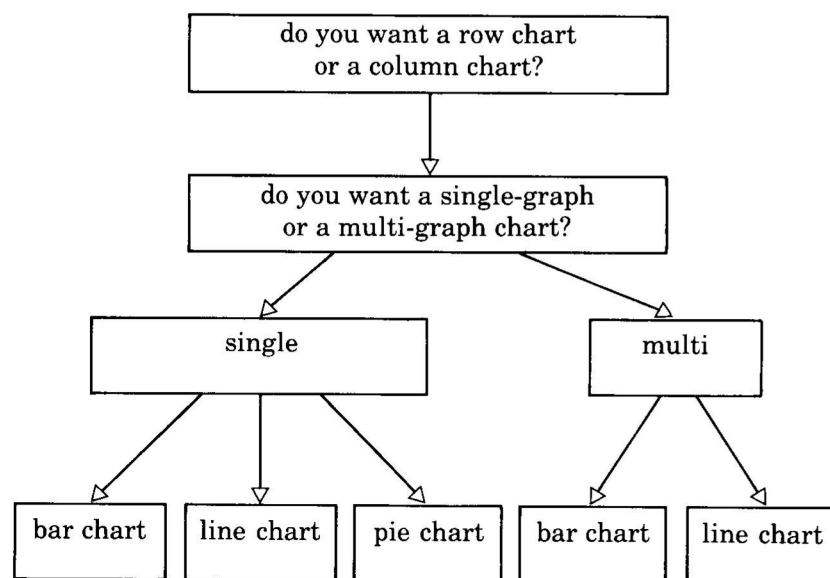 do you want a row chart
or a column chart?
do you want a single-graph
or a multi-graph chart?
single
multi
bar chart
line chart
pie chart
bar chart
line chart